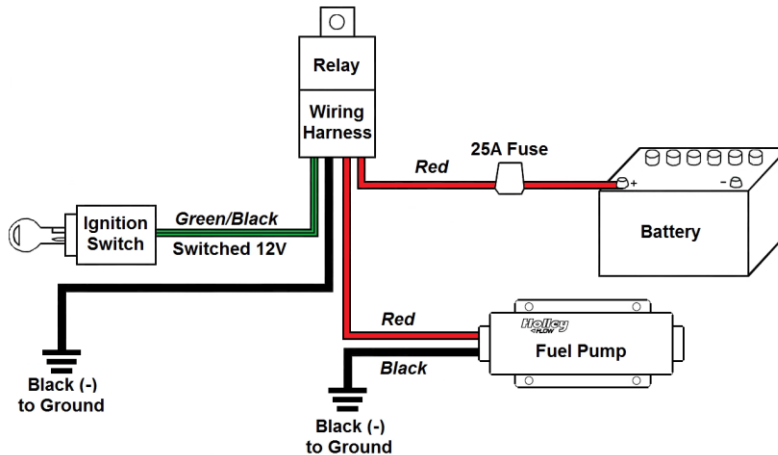 Relay
Wiring
Harness
Red
25A Fuse
+
-
Battery
Ignition
Switch
Green/Black
Switched 12V
Black (-)
to Ground
Red
Black
Holley
FLOW
Fuel Pump
Black (-)
to Ground